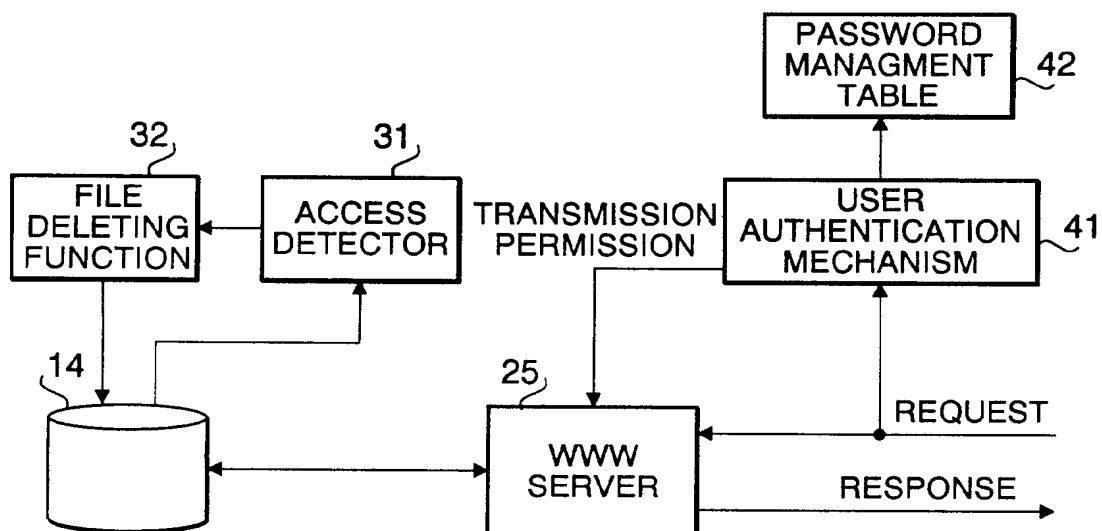 PASSWORD
MANAGMENT
TABLE
42
32
31
FILE
DELETING
FUNCTION
ACCESS
DETECTOR
TRANSMISSION
PERMISSION
USER
AUTHENTICATION
MECHANISM
41
14
25
WWW
SERVER
REQUEST
RESPONSE